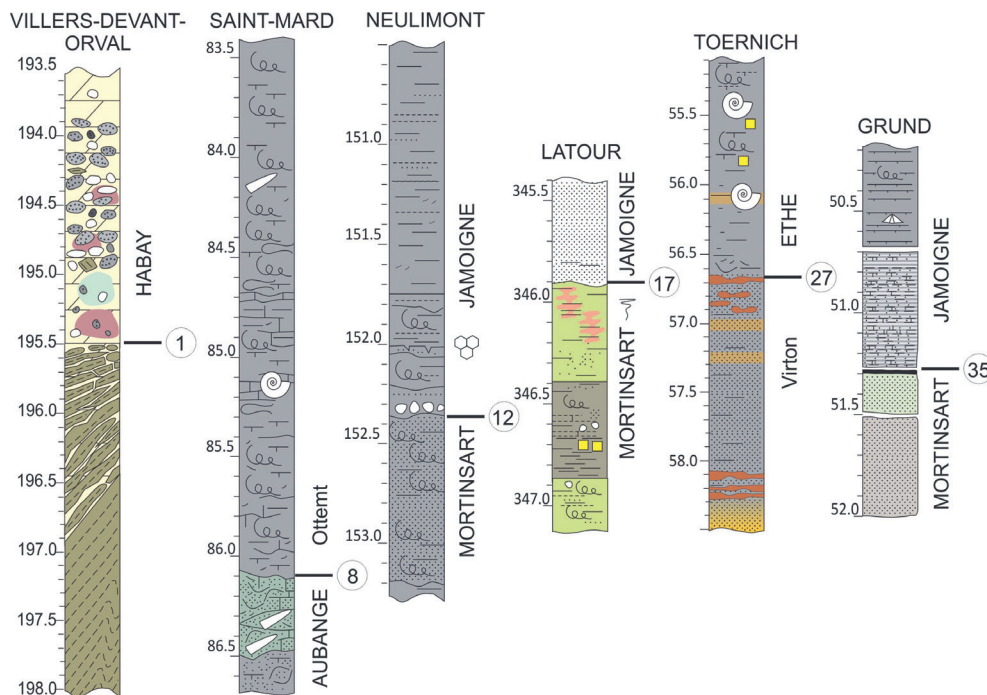 VILLERS-DEVANT-
ORVAL
193.5
194.0
194.5
195.0
195.5
196.0
196.5
197.0
197.5
198.0
HABAY
1
SAINT-MARD
83.5
84.0
84.5
85.0
85.5
86.0
86.5
Ottemt
AUBANGE
8
NEULIMONT
151.0
151.5
152.0
152.5
153.0
JAMOIGNE
MORTINSART
12
LATOUR
345.5
346.0
346.5
347.0
JAMOIGNE
MORTINSART
17
TOERNICH
55.5
56.0
56.5
57.0
57.5
58.0
ETHE
Virton
27
GRUND
50.5
51.0
51.5
52.0
JAMOIGNE
MORTINSART
35